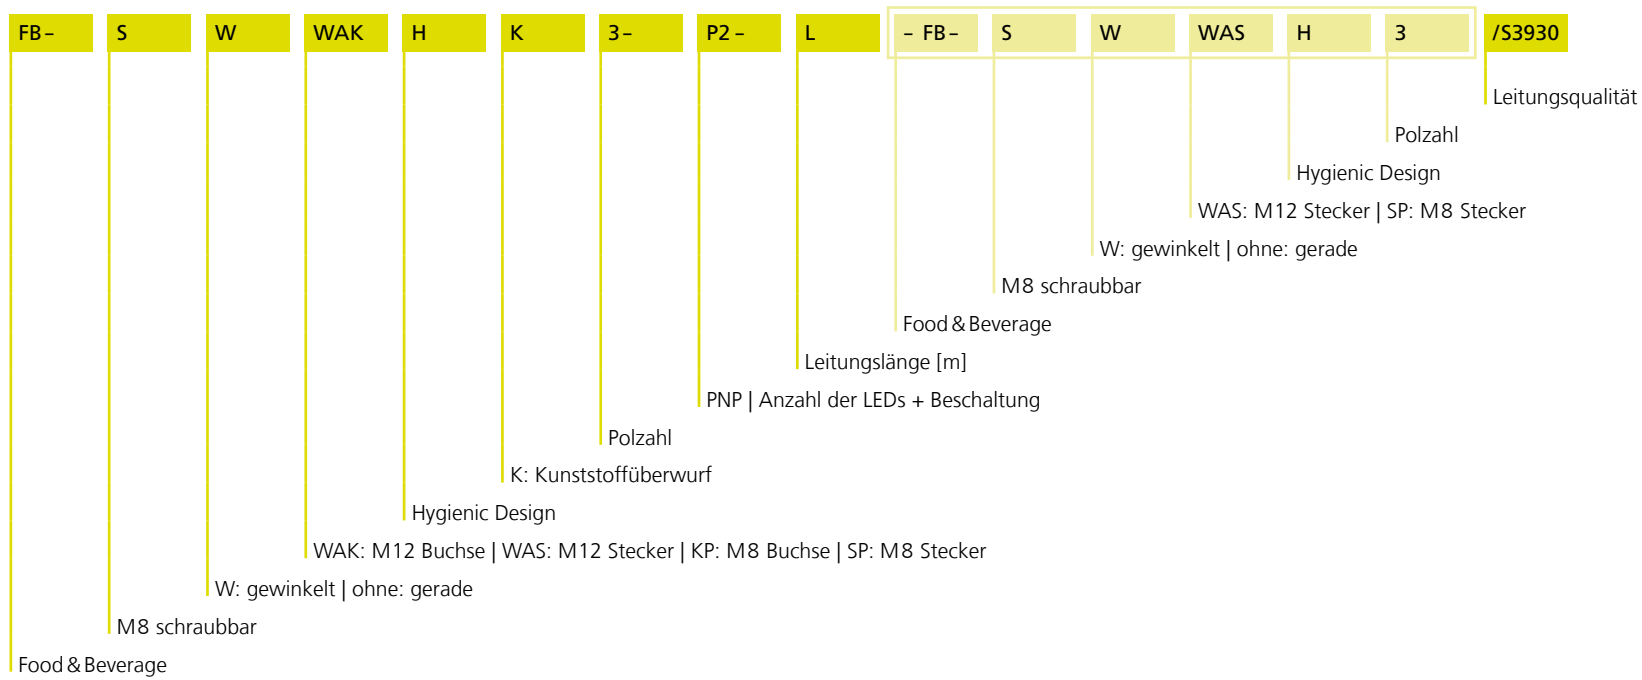 FB– S W WAK H K 3– P2– L – FB– S W WAS H 3 /S3930
Leitungsqualität
Polzahl
Hygienic Design
WAS: M12 Stecker | SP: M8 Stecker
W: gewinkelt | ohne: gerade
M8 schraubbar
Food & Beverage
Leitungslänge [m]
PNP | Anzahl der LEDs + Beschaltung
Polzahl
K: Kunststoffüberwurf
Hygienic Design
WAK: M12 Buchse | WAS: M12 Stecker | KP: M8 Buchse | SP: M8 Stecker
W: gewinkelt | ohne: gerade
M8 schraubbar
Food & Beverage